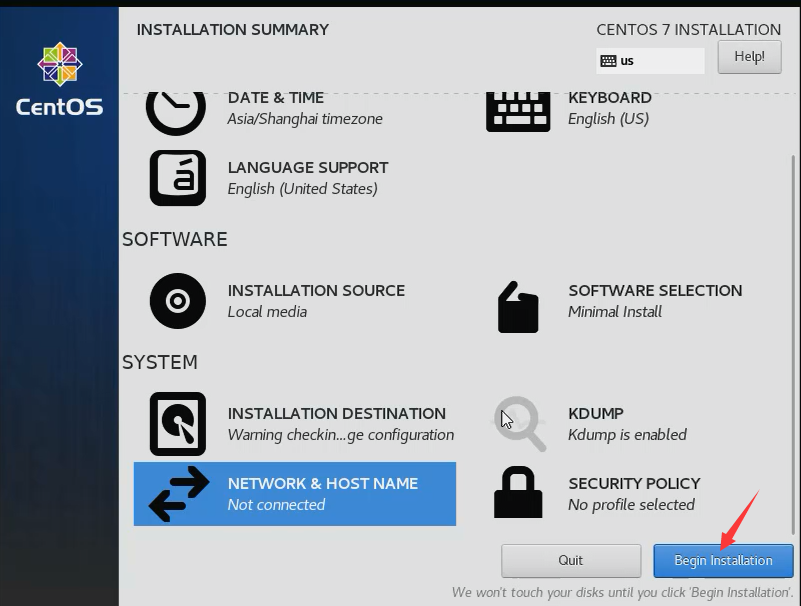 INSTALLATION SUMMARY
CENTOS 7 INSTALLATION
us
Help!
CentOS
DATE & TIME
Asia/Shanghai timezone
KEYBOARD
English (US)
á
LANGUAGE SUPPORT
English (United States)
SOFTWARE
INSTALLATION SOURCE
Local media
SOFTWARE SELECTION
Minimal Install
SYSTEM
INSTALLATION DESTINATION
Warning checkin...ge configuration
KDUMP
Kdump is enabled
NETWORK & HOST NAME
Not connected
SECURITY POLICY
No profile selected
Quit
Begin Installation
We won't touch your disks until you click 'Begin Installation'.